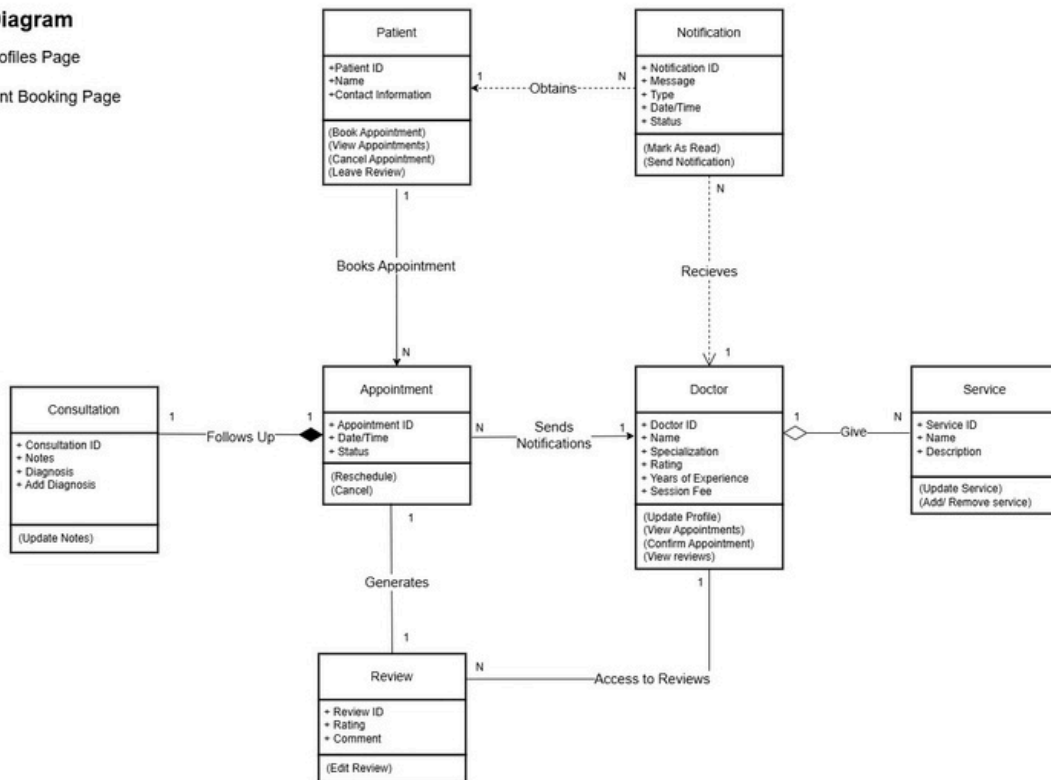 Diagram
ofiles Page
nt Booking Page
Patient
+Patient ID
+Name
+Contact Information
(Book Appointment)
(View Appointments)
(Cancel Appointment)
(Leave Review)
1
Obtains
N
Notification
+ Notification ID
+ Message
+ Type
+ Date/Time
+ Status
(Mark As Read)
(Send Notification)
1
Books Appointment
N
N
Recieves
1
Consultation
+ Consultation ID
+ Notes
+ Diagnosis
+ Add Diagnosis
(Update Notes)
1
Follows Up
1
Appointment
+ Appointment ID
+ Date/Time
+ Status
(Reschedule)
(Cancel)
N
Sends
Notifications
1
Doctor
+ Doctor ID
+ Name
+ Specialization
+ Rating
+ Years of Experience
+ Session Fee
(Update Profile)
(View Appointments)
(Confirm Appointment)
(View reviews)
1
Give
N
Service
+ Service ID
+ Name
+ Description
(Update Service)
(Add/ Remove service)
1
Generates
1
Review
+ Review ID
+ Rating
+ Comment
(Edit Review)
N
Access to Reviews
1